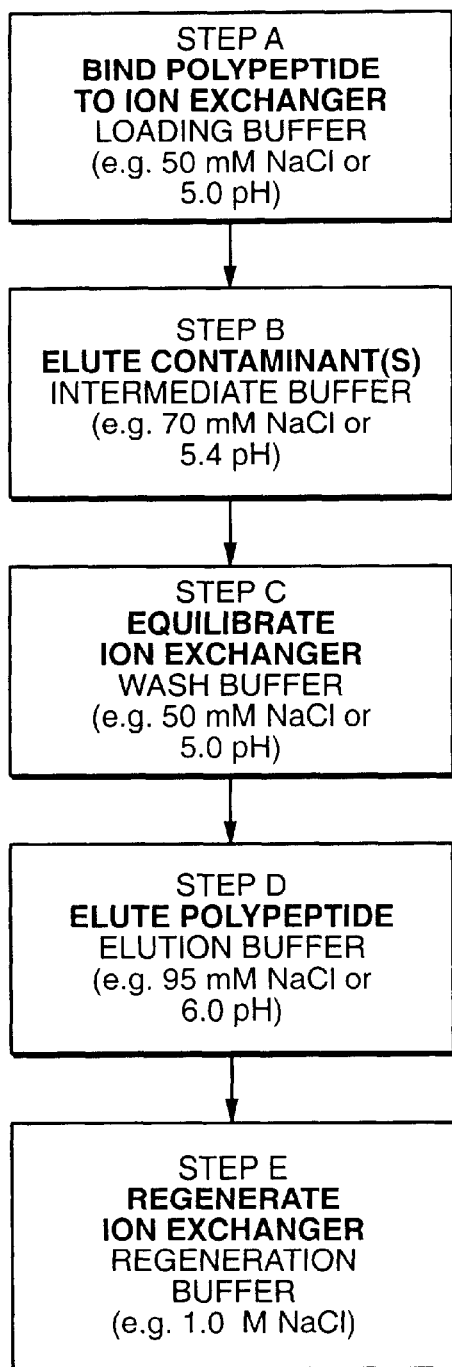 STEP A
BIND POLYPEPTIDE
TO ION EXCHANGER
LOADING BUFFER
(e.g. 50 mM NaCl or
5.0 pH)
STEP B
ELUTE CONTAMINANT(S)
INTERMEDIATE BUFFER
(e.g. 70 mM NaCl or
5.4 pH)
STEP C
EQUILIBRATE
ION EXCHANGER
WASH BUFFER
(e.g. 50 mM NaCl or
5.0 pH)
STEP D
ELUTE POLYPEPTIDE
ELUTION BUFFER
(e.g. 95 mM NaCl or
6.0 pH)
STEP E
REGENERATE
ION EXCHANGER
REGENERATION
BUFFER
(e.g. 1.0 M NaCl)